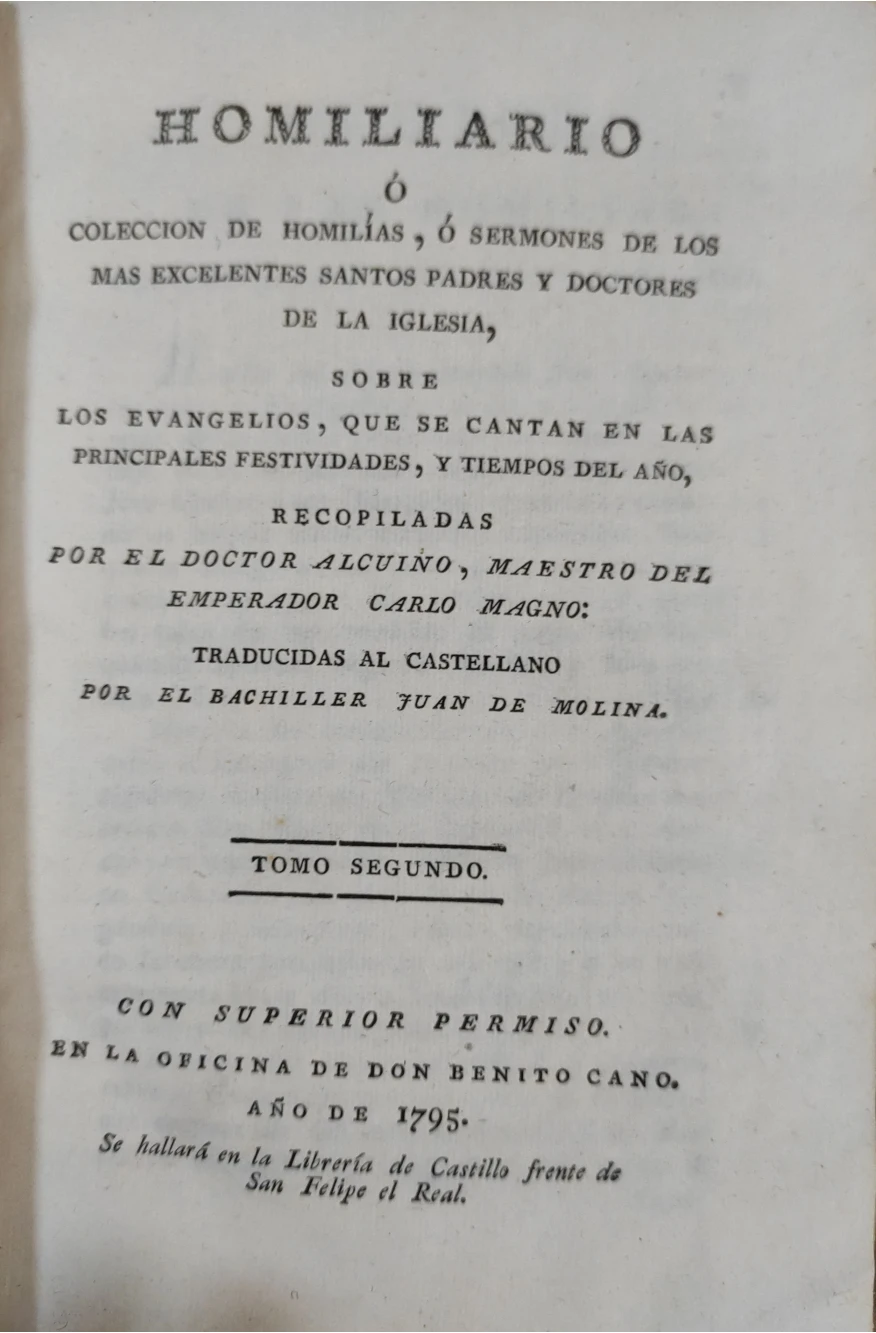 HOMILIARIO
Ó
COLECCION DE HOMILÍAS, Ó SERMONES DE LOS
MAS EXCELENTES SANTOS PADRES Y DOCTORES
DE LA IGLESIA,
SOBRE
LOS EVANGELIOS, QUE SE CANTAN EN LAS
PRINCIPALES FESTIVIDADES, Y TIEMPOS DEL AÑO,
RECOPILADAS
POR EL DOCTOR ALCUINO, MAESTRO DEL
EMPERADOR CARLO MAGNO:
TRADUCIDAS AL CASTELLANO
POR EL BACHILLER JUAN DE MOLINA.
TOMO SEGUNDO.
CON SUPERIOR PERMISO.
EN LA OFICINA DE DON BENITO CANO.
AÑO DE 1795.
Se hallará en la Librería de Castillo frente de
San Felipe el Real.